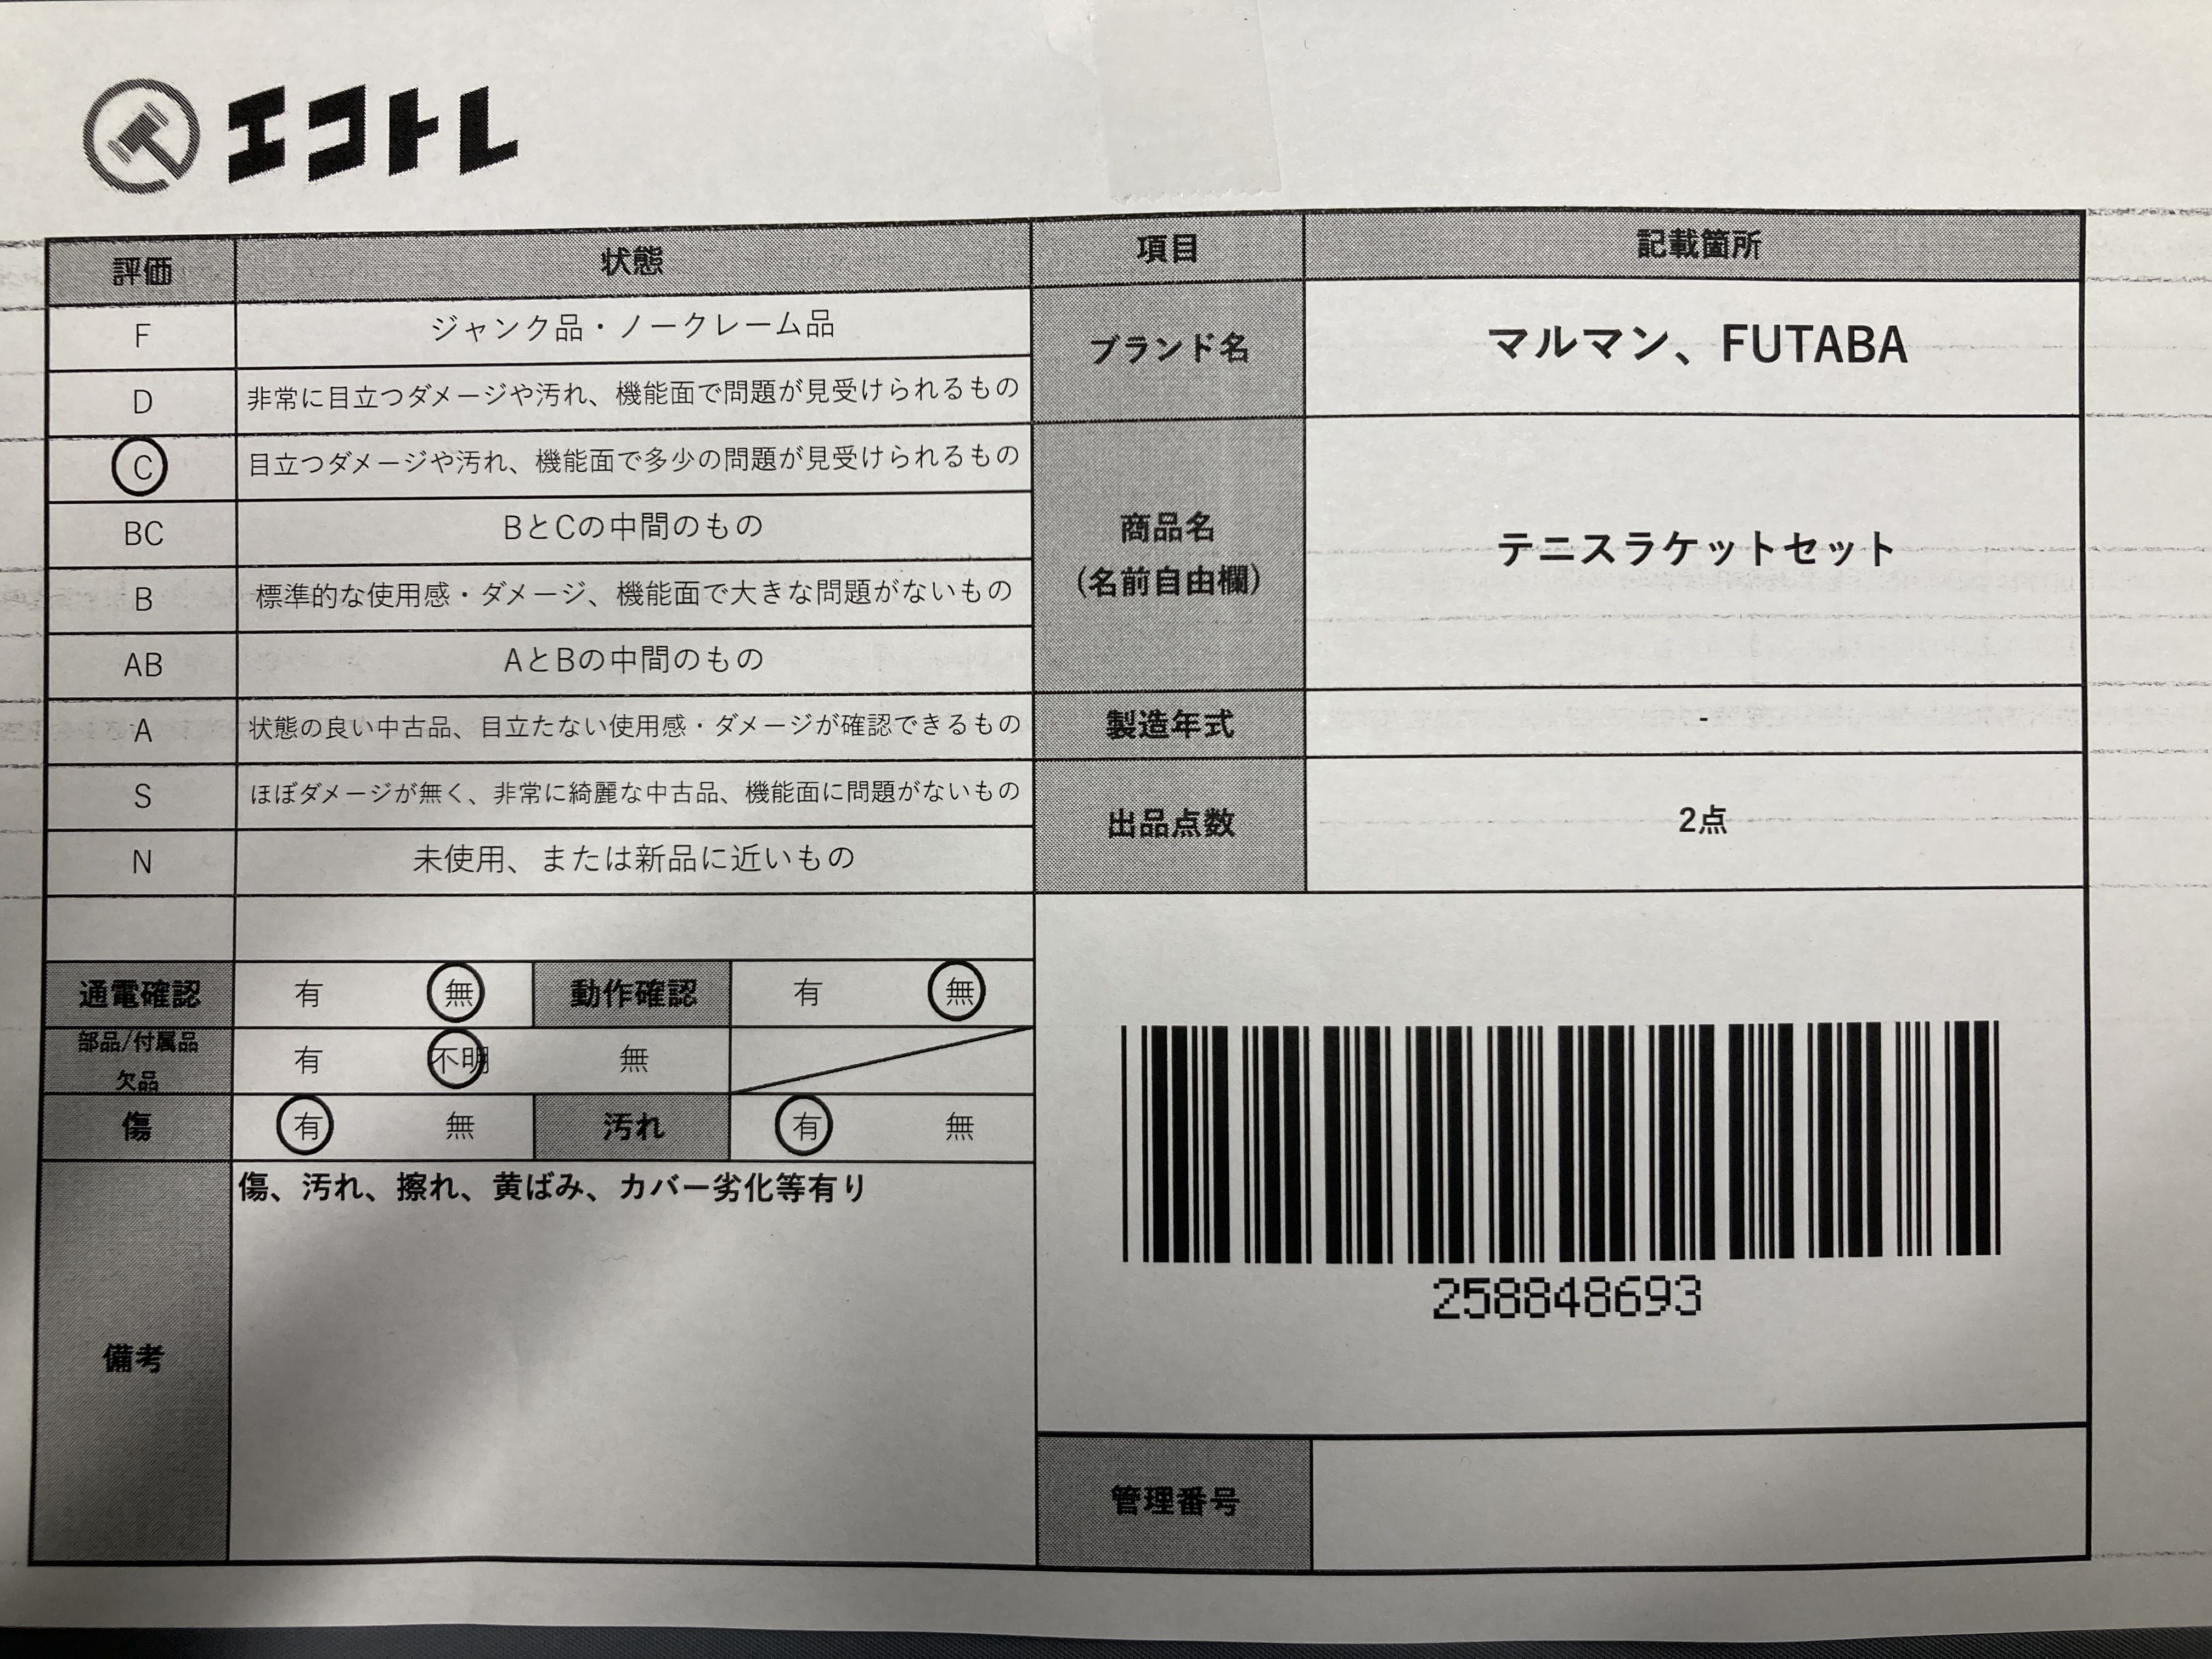 エコトレ
評価 状態 項目 記載箇所
F ジャンク品・ノークレーム品
D 非常に目立つダメージや汚れ、機能面で問題が見受けられるもの
C 目立つダメージや汚れ、機能面で多少の問題が見受けられるもの
BC BとCの中間のもの
B 標準的な使用感・ダメージ、機能面で大きな問題がないもの
AB AとBの中間のもの
A 状態の良い中古品、目立たない使用感・ダメージが確認できるもの
S ほぼダメージが無く、非常に綺麗な中古品、機能面に問題がないもの
N 未使用、または新品に近いもの
ブランド名 マルマン、FUTABA
商品名
(名前自由欄)
テニスラケットセット
製造年式 -
出品点数 2点
通電確認 有 無 動作確認 有 無
部品/付属品
欠品
有 不明 無
傷 有 無 汚れ 有 無
備考
傷、汚れ、擦れ、黄ばみ、カバー劣化等有り
258848693
管理番号